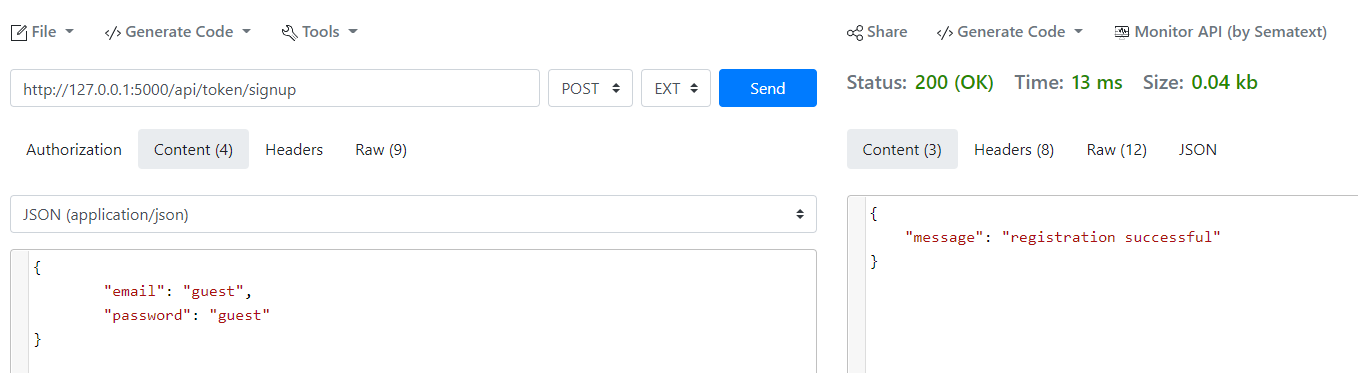 File Generate Code Tools
Share Generate Code Monitor API (by Sematext)
http://127.0.0.1:5000/api/token/signup POST EXT Send
Status: 200 (OK) Time: 13 ms Size: 0.04 kb
Authorization Content (4) Headers Raw (9)
Content (3) Headers (8) Raw (12) JSON
JSON (application/json)
{
"email": "guest",
"password": "guest"
}
{
"message": "registration successful"
}